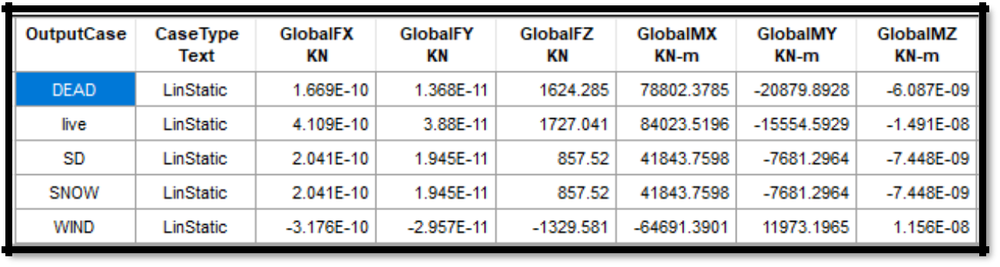 OutputCase CaseType GlobalFX GlobalFY GlobalFZ GlobalMX GlobalMY GlobalMZ
Text KN KN KN KN-m KN-m KN-m
DEAD LinStatic 1.669E-10 1.368E-11 1624.285 78802.3785 -20879.8928 -6.087E-09
live LinStatic 4.109E-10 3.88E-11 1727.041 84023.5196 -15554.5929 -1.491E-08
SD LinStatic 2.041E-10 1.945E-11 857.52 41843.7598 -7681.2964 -7.448E-09
SNOW LinStatic 2.041E-10 1.945E-11 857.52 41843.7598 -7681.2964 -7.448E-09
WIND LinStatic -3.176E-10 -2.957E-11 -1329.581 -64691.3901 11973.1965 1.156E-08